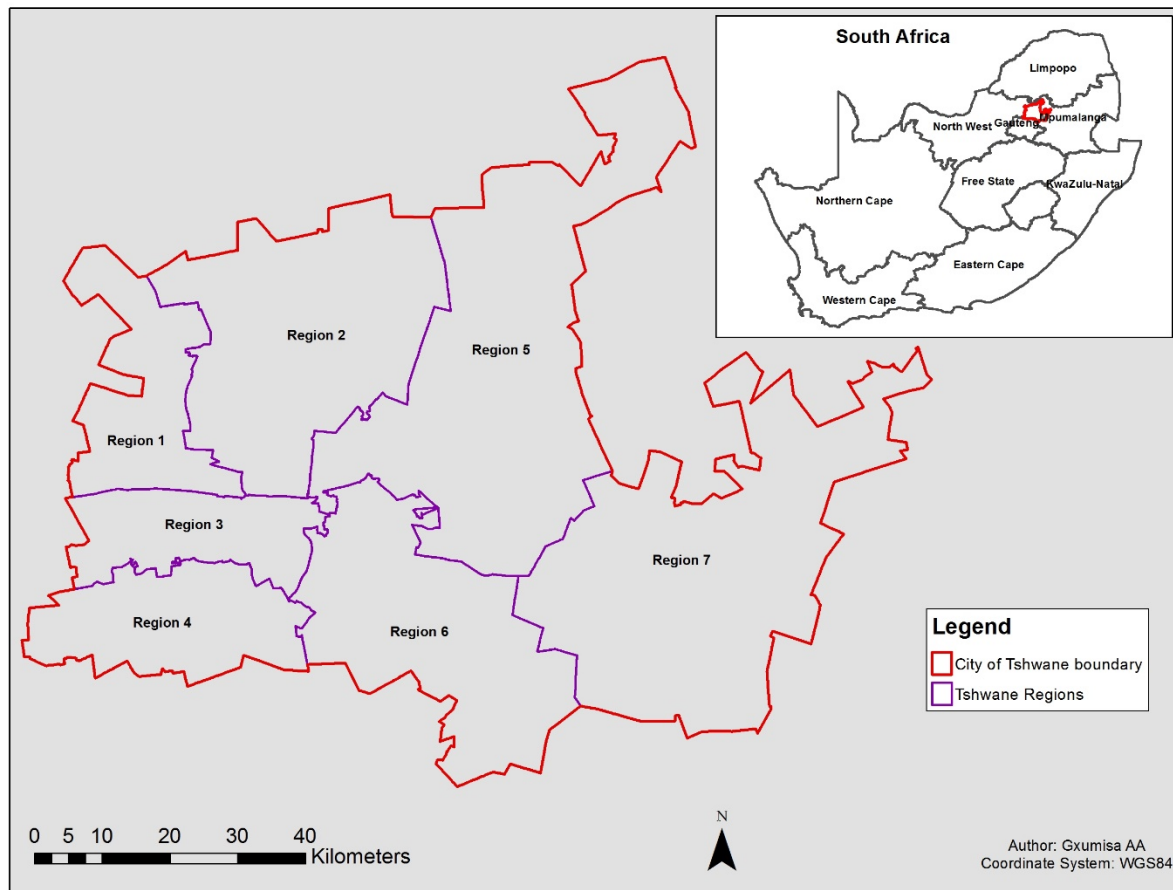 South Africa
Limpopo
North West
Gauteng
Mpumalanga
Free State
KwaZulu-Natal
Northern Cape
Eastern Cape
Western Cape
Region 2
Region 5
Region 1
Region 3
Region 7
Region 4
Region 6
Legend
City of Tshwane boundary
Tshwane Regions
0 5 10 20 30 40
Kilometers
N
Author: Gxumisa AA
Coordinate System: WGS84